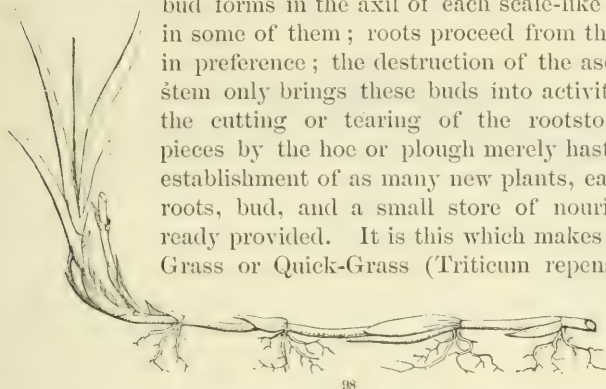 bud forms in the axil of each scale-like
in some of them ; roots proceed from th
in preference ; the destruction of the as
stem only brings these buds into activit
the cutting or tearing of the rootsto
pieces by the hoe or plough merely hast
establishment of as many new plants, ea
roots, bud, and a small store of nouri
ready provided. It is this which makes
Grass or Quick-Grass (Triticum repen
98